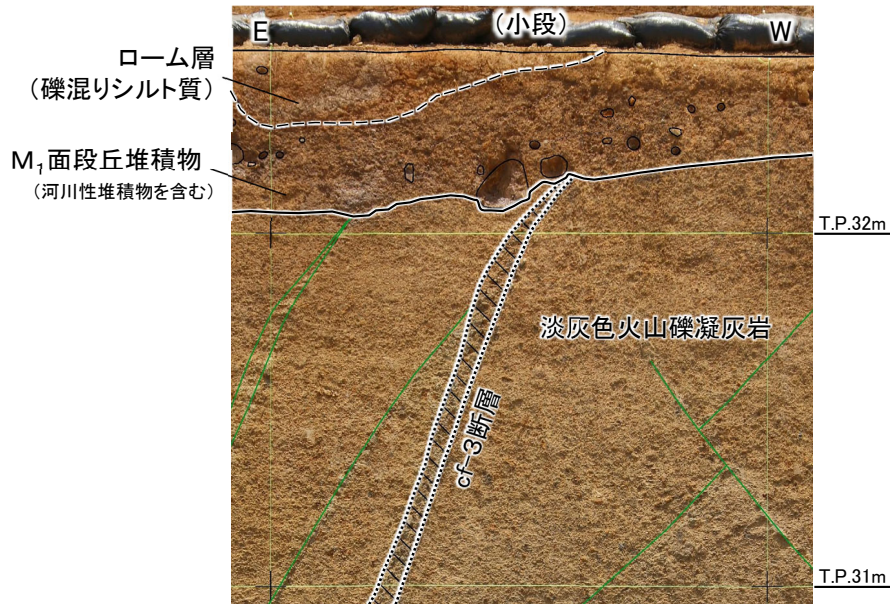 E
(小段)
W
ローム層
(礫混りシルト質)
M₁面段丘堆積物
(河川性堆積物を含む)
T.P.32m
淡灰色火山礫凝灰岩
cf-3断層
T.P.31m